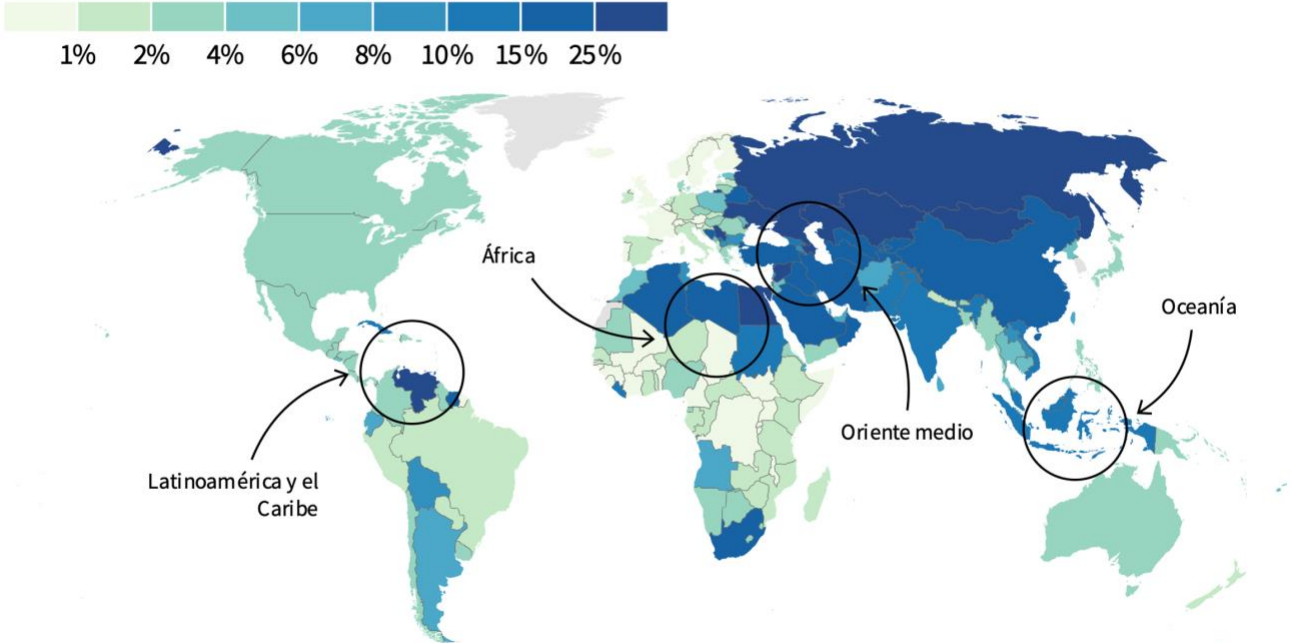 1% 2% 4% 6% 8% 10% 15% 25%
África
Oceanía
Oriente medio
Latinoamérica y el
Caribe